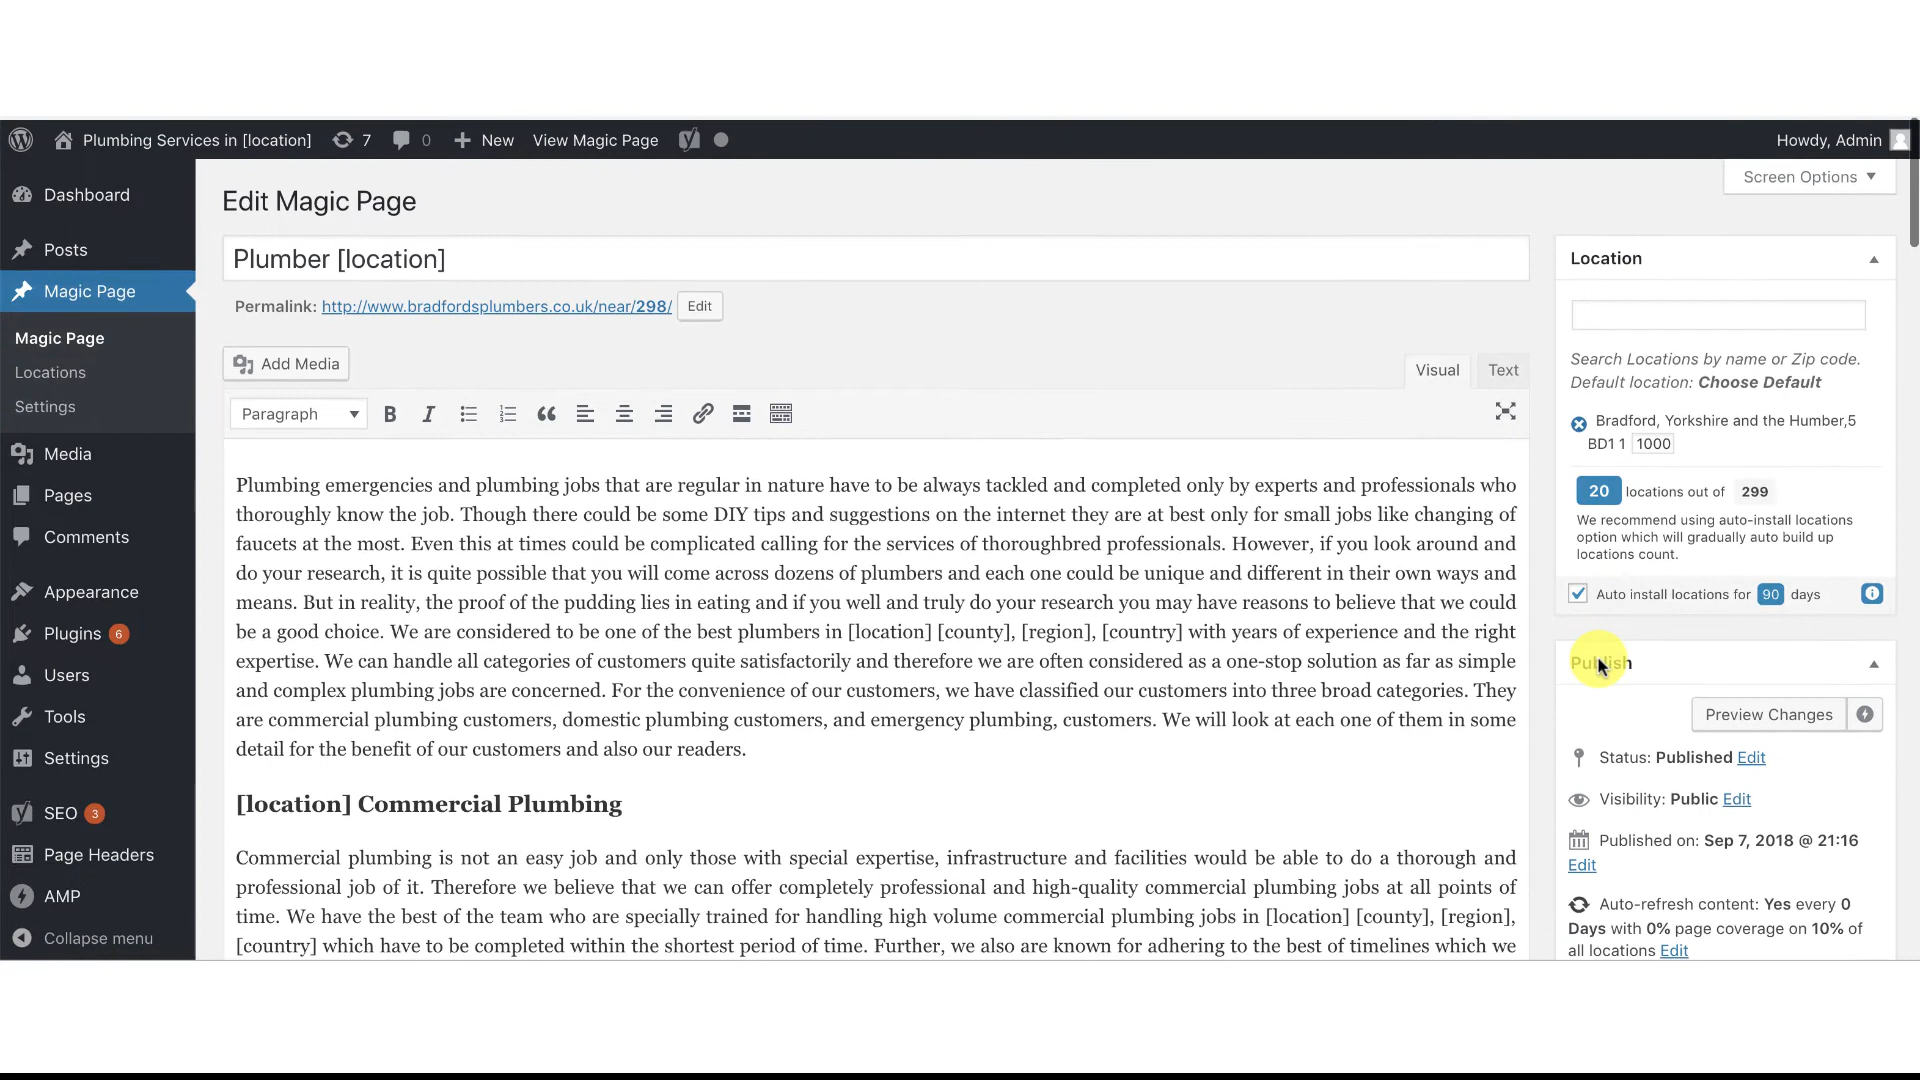 Plumbing Services in [location] 7 0 New View Magic Page Howdy, Admin
Screen Options
Dashboard
Posts
Magic Page
Magic Page
Locations
Settings
Media
Pages
Comments
Appearance
Plugins 6
Users
Tools
Settings
SEO 3
Page Headers
AMP
Collapse menu
Edit Magic Page
Plumber [location]
Permalink: http://www.bradfordsplumbers.co.uk/near/298/ Edit
Add Media
Visual Text
Paragraph
Plumbing emergencies and plumbing jobs that are regular in nature have to be always tackled and completed only by experts and professionals who
thoroughly know the job. Though there could be some DIY tips and suggestions on the internet they are at best only for small jobs like changing of
faucets at the most. Even this at times could be complicated calling for the services of thoroughbred professionals. However, if you look around and
do your research, it is quite possible that you will come across dozens of plumbers and each one could be unique and different in their own ways and
means. But in reality, the proof of the pudding lies in eating and if you well and truly do your research you may have reasons to believe that we could
be a good choice. We are considered to be one of the best plumbers in [location] [county], [region], [country] with years of experience and the right
expertise. We can handle all categories of customers quite satisfactorily and therefore we are often considered as a one-stop solution as far as simple
and complex plumbing jobs are concerned. For the convenience of our customers, we have classified our customers into three broad categories. They
are commercial plumbing customers, domestic plumbing customers, and emergency plumbing, customers. We will look at each one of them in some
detail for the benefit of our customers and also our readers.
[location] Commercial Plumbing
Commercial plumbing is not an easy job and only those with special expertise, infrastructure and facilities would be able to do a thorough and
professional job of it. Therefore we believe that we can offer completely professional and high-quality commercial plumbing jobs at all points of
time. We have the best of the team who are specially trained for handling high volume commercial plumbing jobs in [location] [county], [region],
[country] which have to be completed within the shortest period of time. Further, we also are known for adhering to the best of timelines which we
Location
Search Locations by name or Zip code.
Default location: Choose Default
Bradford, Yorkshire and the Humber,5
BD1 1 1000
20 locations out of 299
We recommend using auto-install locations
option which will gradually auto build up
locations count.
Auto install locations for 90 days
Publish
Preview Changes
Status: Published Edit
Visibility: Public Edit
Published on: Sep 7, 2018 @ 21:16
Edit
Auto-refresh content: Yes every 0
Days with 0% page coverage on 10% of
all locations Edit